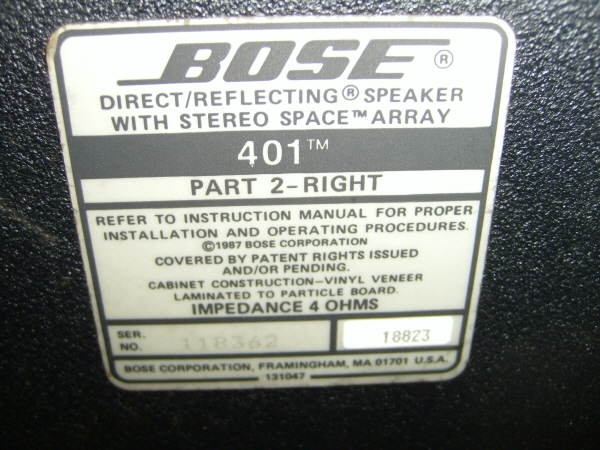 BOSE®
DIRECT/REFLECTING® SPEAKER
WITH STEREO SPACE™ ARRAY
401™
PART 2-RIGHT
REFER TO INSTRUCTION MANUAL FOR PROPER
INSTALLATION AND OPERATING PROCEDURES.
©1987 BOSE CORPORATION
COVERED BY PATENT RIGHTS ISSUED
AND/OR PENDING.
CABINET CONSTRUCTION-VINYL VENEER
LAMINATED TO PARTICLE BOARD.
IMPEDANCE 4 OHMS
SER.
NO. 118362 18823
BOSE CORPORATION, FRAMINGHAM, MA 01701 U.S.A.
131047